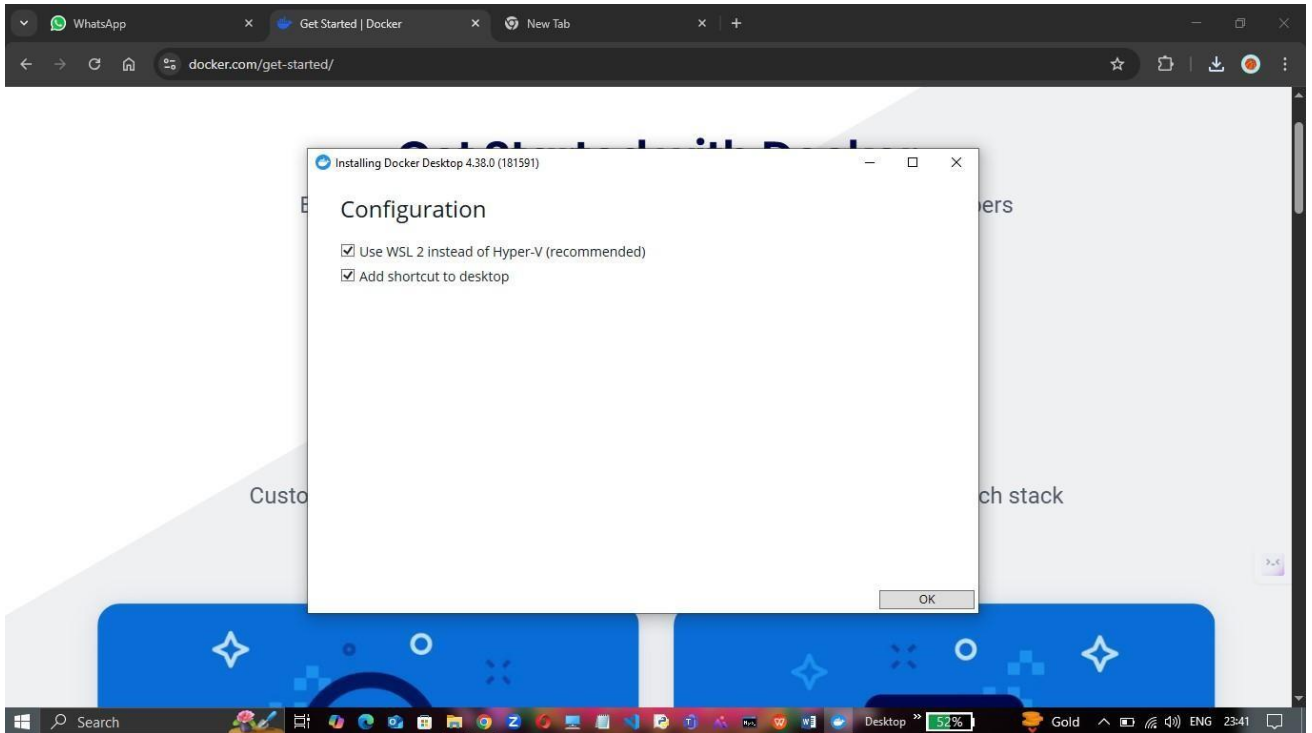 WhatsApp
Get Started | Docker
New Tab
docker.com/get-started/
Installing Docker Desktop 4.38.0 (181591)
Configuration
Use WSL 2 instead of Hyper-V (recommended)
Add shortcut to desktop
ers
Custo
ch stack
OK
Search
Desktop
52%
Gold
ENG
23:41